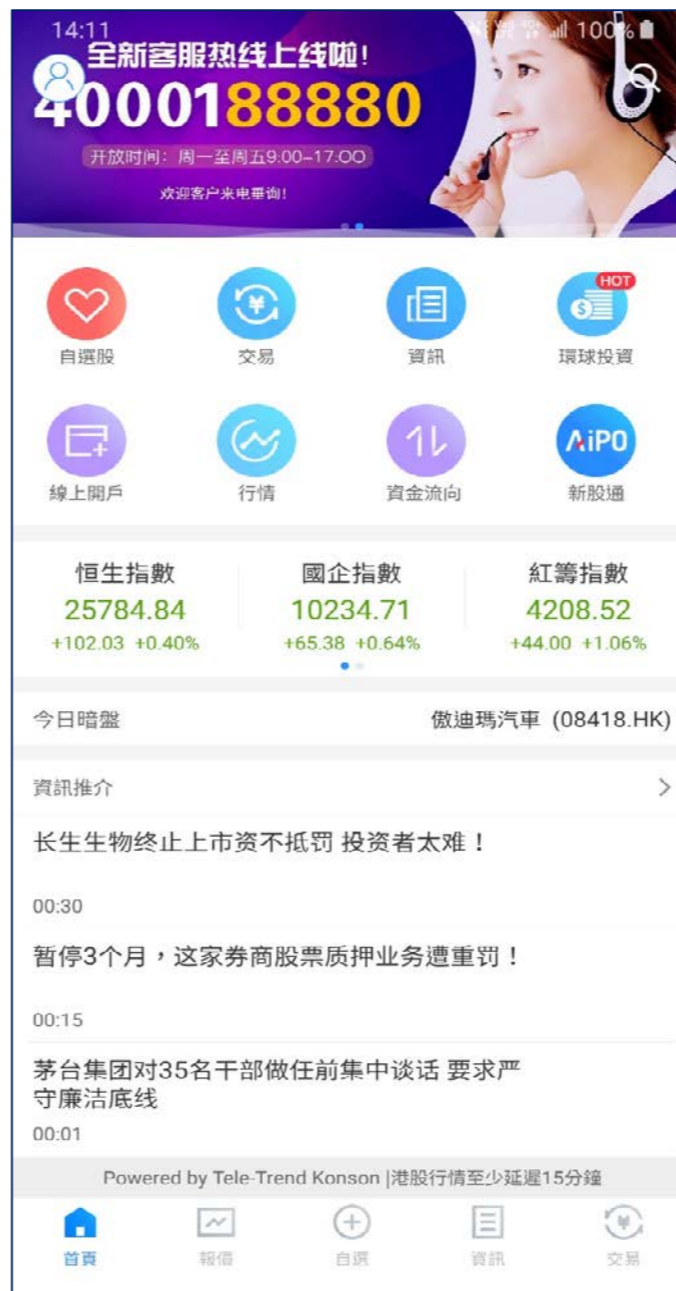 14:11
100%
全新客服热线上线啦!
4000188880
开放时间：周一至周五9:00-17:00
欢迎客户来电垂询!
HOT
自選股 交易 資訊 環球投資
AiPO
線上開戶 行情 資金流向 新股通
恒生指數 國企指數 紅籌指數
25784.84 10234.71 4208.52
+102.03 +0.40% +65.38 +0.64% +44.00 +1.06%
今日暗盤 傲迪瑪汽車 (08418.HK)
資訊推介
长生生物终止上市资不抵罚 投资者太难！
00:30
暂停3个月，这家券商股票质押业务遭重罚！
00:15
茅台集团对35名干部做任前集中谈话 要求严
守廉洁底线
00:01
Powered by Tele-Trend Konson |港股行情至少延遲15分鐘
首頁 報價 自選 資訊 交易